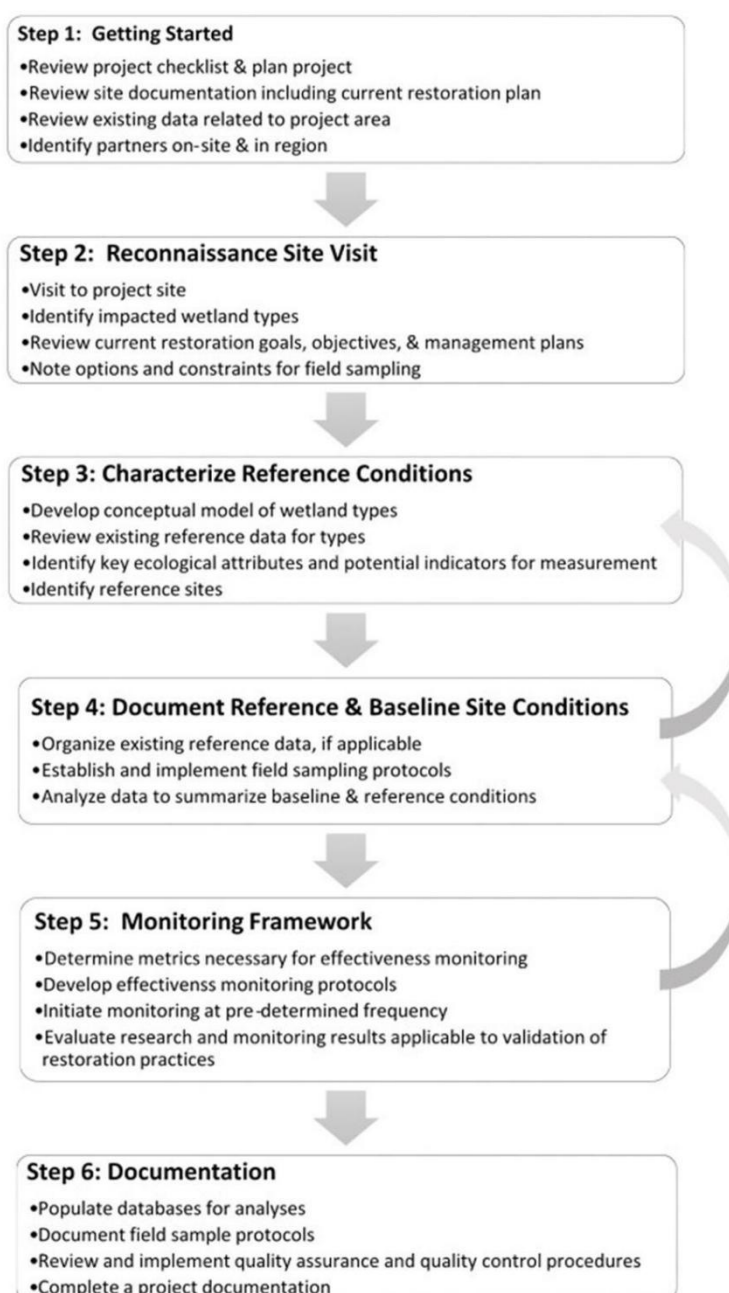 Step 1:  Getting Started
•Review project checklist & plan project
•Review site documentation including current restoration plan
•Review existing data related to project area
•Identify partners on-site & in region
Step 2:  Reconnaissance Site Visit
•Visit to project site
•Identify impacted wetland types
•Review current restoration goals, objectives, & management plans
•Note options and constraints for field sampling
Step 3: Characterize Reference Conditions
•Develop conceptual model of wetland types
•Review existing reference data for types
•Identify key ecological attributes and potential indicators for measurement
•Identify reference sites
Step 4: Document Reference & Baseline Site Conditions
•Organize existing reference data, if applicable
•Establish and implement field sampling protocols
•Analyze data to summarize baseline & reference conditions
Step 5:  Monitoring Framework
•Determine metrics necessary for effectiveness monitoring
•Develop effectivenss monitoring protocols
•Initiate monitoring at pre-determined frequency
•Evaluate research and monitoring results applicable to validation of
restoration practices
Step 6: Documentation
•Populate databases for analyses
•Document field sample protocols
•Review and implement quality assurance and quality control procedures
•Complete a project documentation